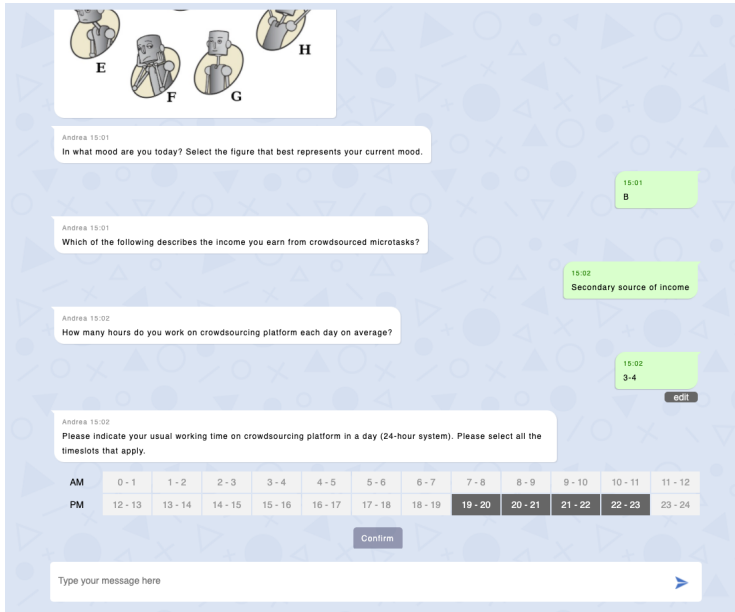 E
F
G
H
Andrea 15:01
In what mood are you today? Select the figure that best represents your current mood.
15:01
B
Andrea 15:01
Which of the following describes the income you earn from crowdsourced microtasks?
15:02
Secondary source of income
Andrea 15:02
How many hours do you work on crowdsourcing platform each day on average?
15:02
3-4
edit
Andrea 15:02
Please indicate your usual working time on crowdsourcing platform in a day (24-hour system). Please select all the
timeslots that apply.
AM 0 - 1 1 - 2 2 - 3 3 - 4 4 - 5 5 - 6 6 - 7 7 - 8 8 - 9 9 - 10 10 - 11 11 - 12
PM 12 - 13 13 - 14 14 - 15 15 - 16 16 - 17 17 - 18 18 - 19 19 - 20 20 - 21 21 - 22 22 - 23 23 - 24
Confirm
Type your message here